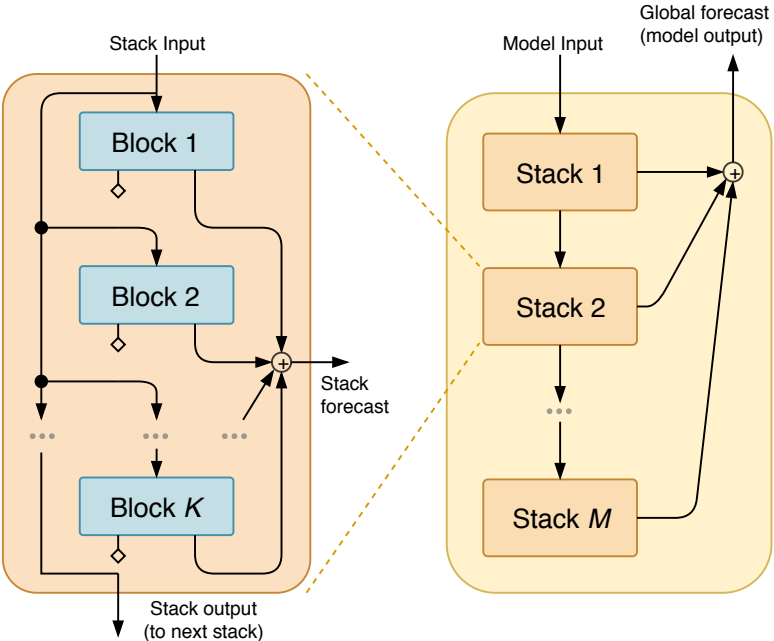 Stack Input
Block 1
Block 2
...
...
...
Block K
+
Stack
forecast
Stack output
(to next stack)
Global forecast
(model output)
Model Input
Stack 1
+
Stack 2
...
Stack M